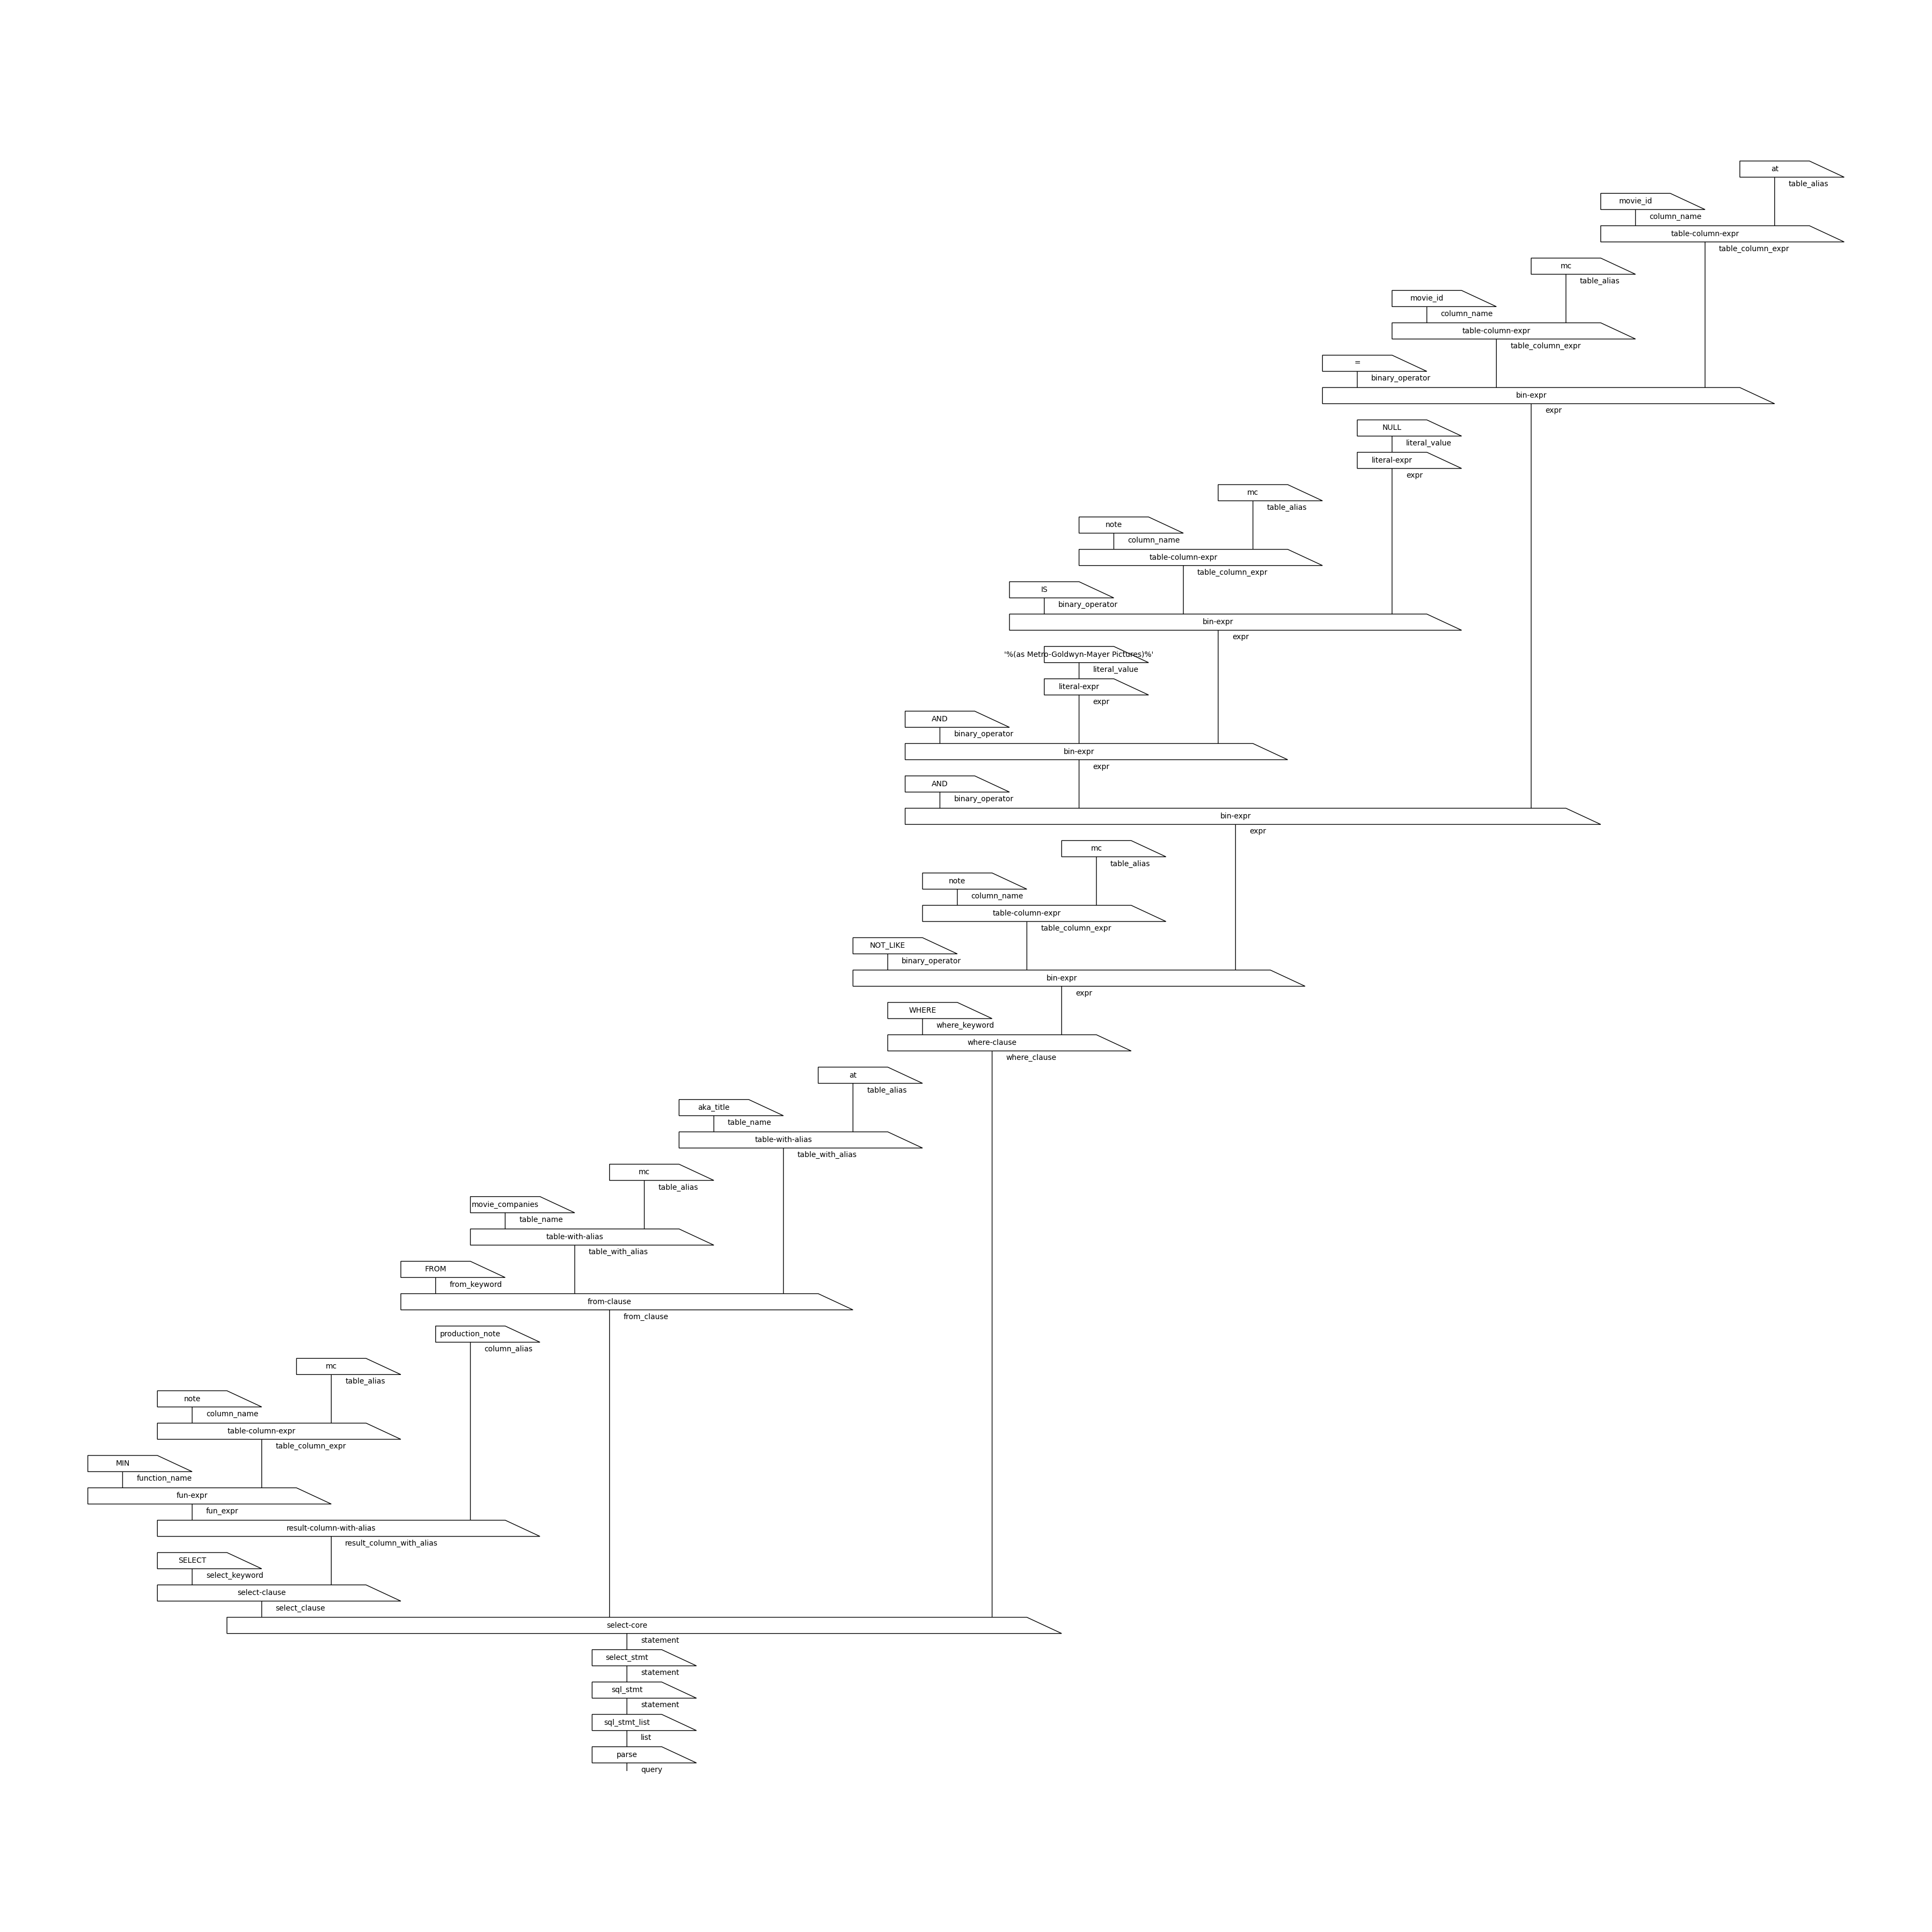 at
table_alias
movie_id
column_name
table-column-expr
table_column_expr
mc
table_alias
movie_id
column_name
table-column-expr
table_column_expr
=
binary_operator
bin-expr
expr
NULL
literal_value
literal-expr
expr
mc
table_alias
note
column_name
table-column-expr
table_column_expr
IS
binary_operator
bin-expr
expr
'%(as Metro-Goldwyn-Mayer Pictures)%'
literal_value
literal-expr
expr
AND
binary_operator
bin-expr
expr
AND
binary_operator
bin-expr
expr
mc
table_alias
note
column_name
table-column-expr
table_column_expr
NOT_LIKE
binary_operator
bin-expr
expr
WHERE
where_keyword
where-clause
where_clause
at
table_alias
aka_title
table_name
table-with-alias
table_with_alias
mc
table_alias
movie_companies
table_name
table-with-alias
table_with_alias
FROM
from_keyword
from-clause
from_clause
production_note
column_alias
mc
table_alias
note
column_name
table-column-expr
table_column_expr
MIN
function_name
fun-expr
fun_expr
result-column-with-alias
result_column_with_alias
SELECT
select_keyword
select-clause
select_clause
select-core
statement
select_stmt
statement
sql_stmt
statement
sql_stmt_list
list
parse
query